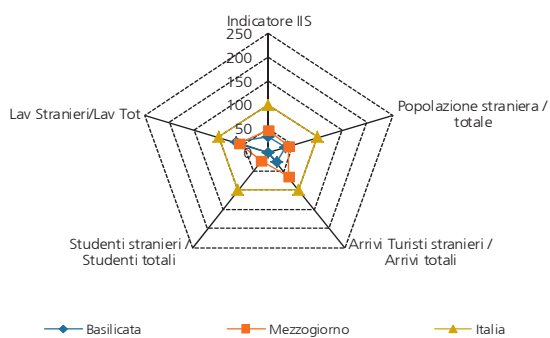 Indicatore IIS
250
200
150
100
50
0
Popolazione straniera /
totale
Lav Stranieri/Lav Tot
Studenti stranieri /
Studenti totali
Arrivi Turisti stranieri /
Arrivi totali
Basilicata
Mezzogiorno
Italia